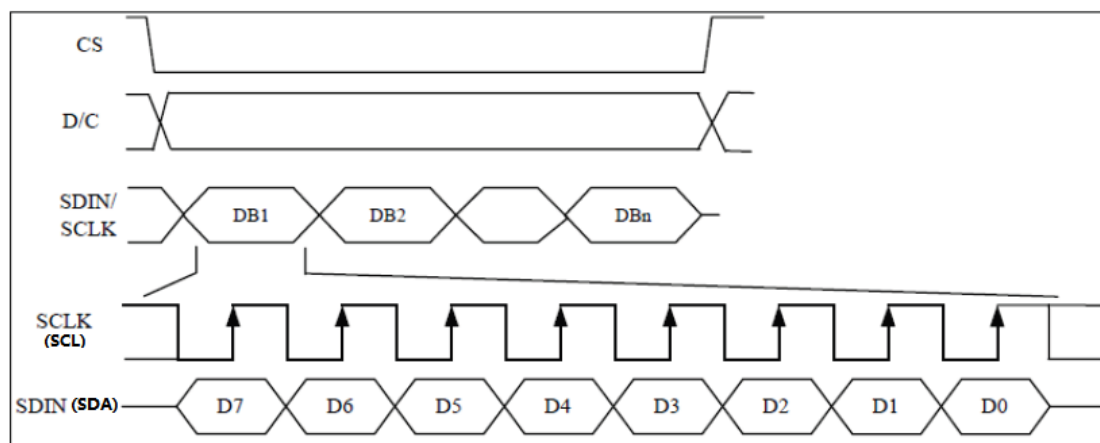 CS
D/C
SDIN/
SCLK
DB1 DB2 DBn
SCLK
(SCL)
SDIN (SDA) D7 D6 D5 D4 D3 D2 D1 D0